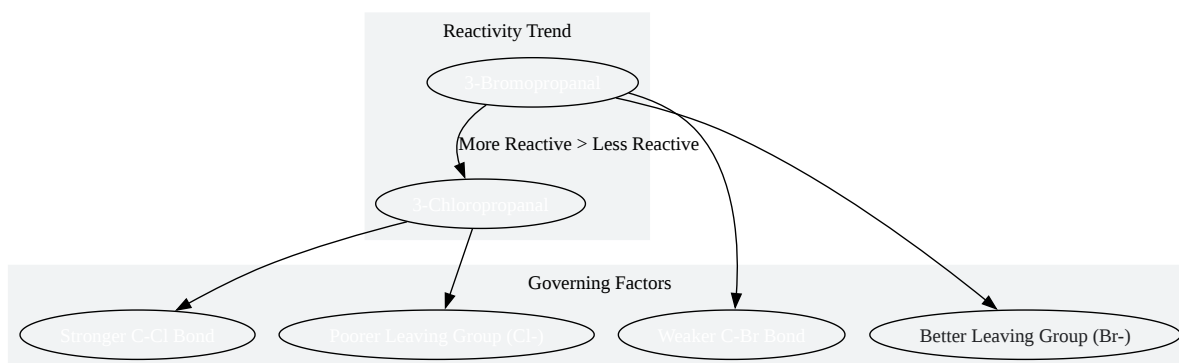 Reactivity Trend
3-Bromopropanal
More Reactive > Less Reactive
3-Chloropropanal
Governing Factors
Stronger C-Cl Bond
Poorer Leaving Group (Cl-)
Weaker C-Br Bond
Better Leaving Group (Br-)